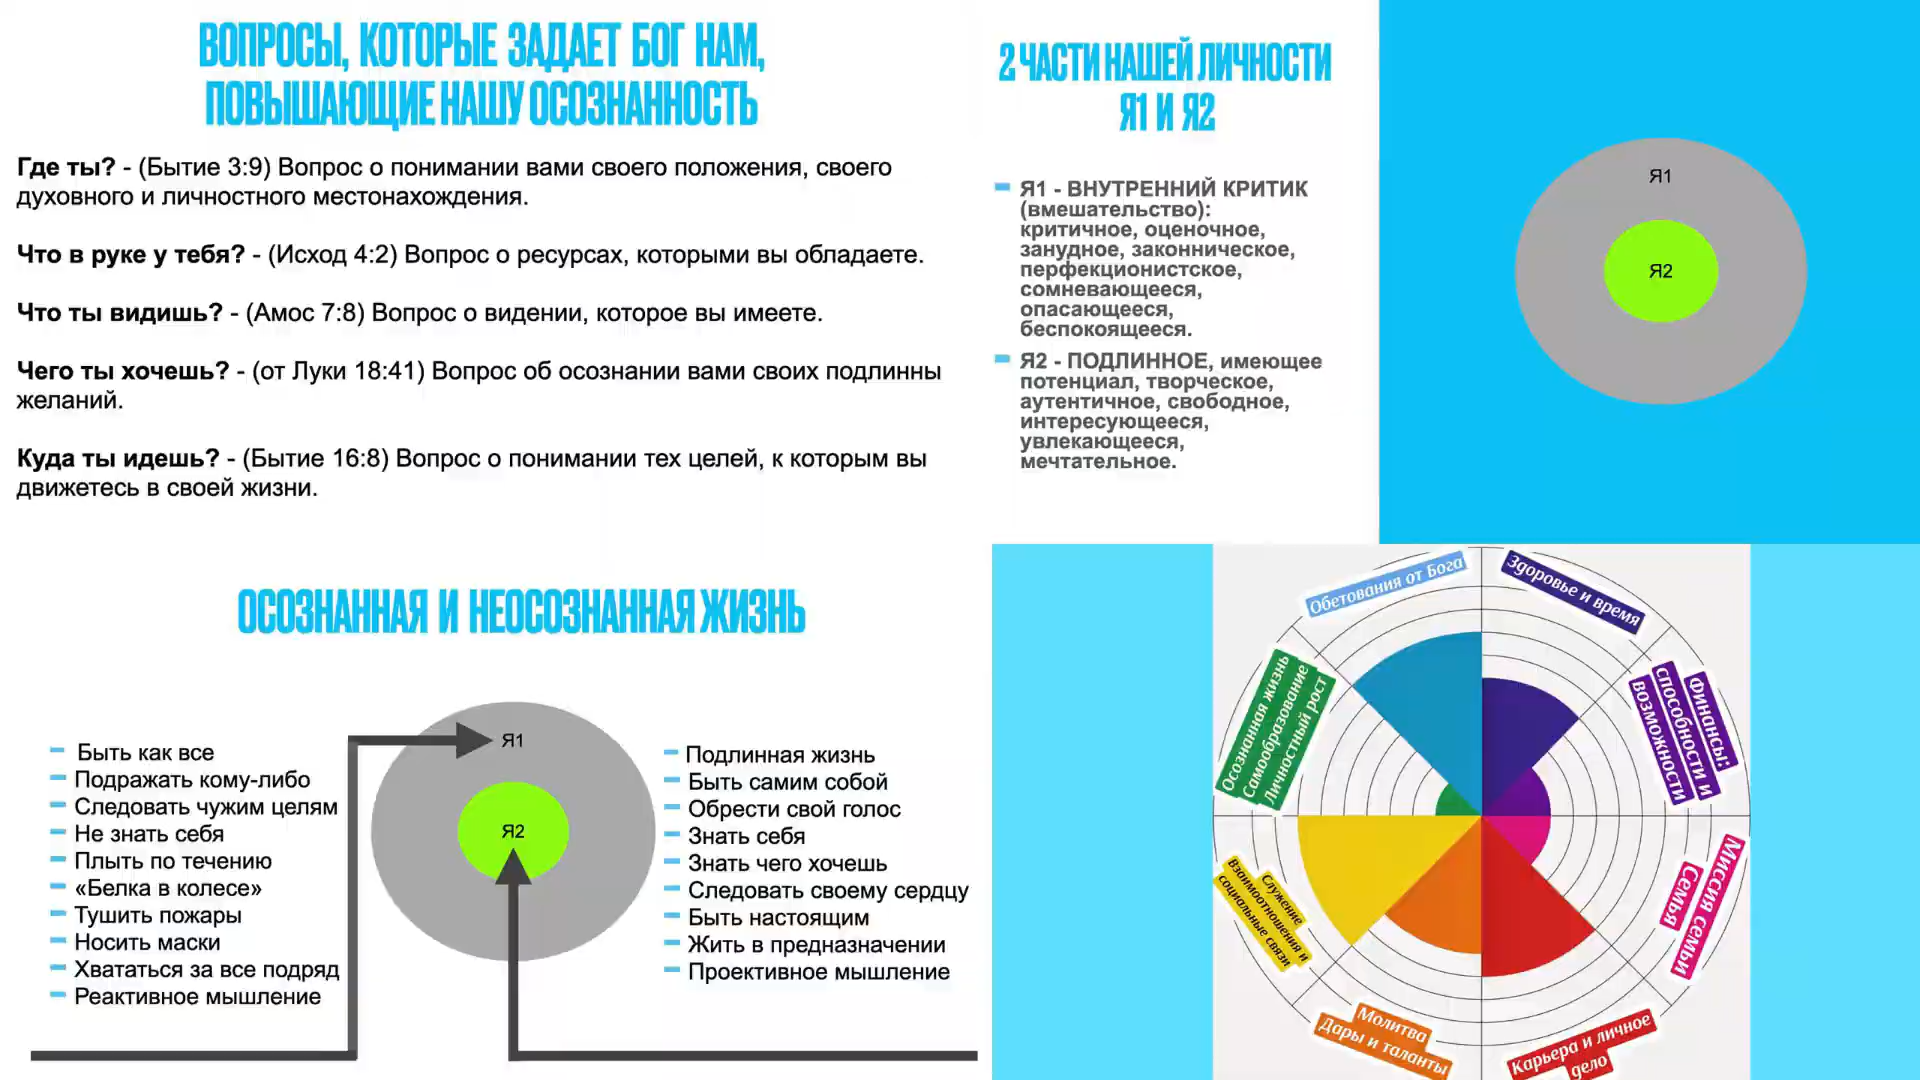 ВОПРОСЫ, КОТОРЫЕ ЗАДАЕТ БОГ НАМ,
ПОВЫШАЮЩИЕ НАШУ ОСОЗНАННОСТЬ
Где ты? - (Бытие 3:9) Вопрос о понимании вами своего положения, своего
духовного и личностного местонахождения.
Что в руке у тебя? - (Исход 4:2) Вопрос о ресурсах, которыми вы обладаете.
Что ты видишь? - (Амос 7:8) Вопрос о видении, которое вы имеете.
Чего ты хочешь? - (от Луки 18:41) Вопрос об осознании вами своих подлинны
желаний.
Куда ты идешь? - (Бытие 16:8) Вопрос о понимании тех целей, к которым вы
движетесь в своей жизни.
2 ЧАСТИ НАШЕЙ ЛИЧНОСТИ
Я1 И Я2
Я1 - ВНУТРЕННИЙ КРИТИК
(вмешательство):
критичное, оценочное,
занудное, законническое,
перфекционистское,
сомневающееся,
опасающееся,
беспокоящееся.
Я2 - ПОДЛИННОЕ, имеющее
потенциал, творческое,
аутентичное, свободное,
интересующееся,
увлекающееся,
мечтательное.
Я1
Я2
ОСОЗНАННАЯ И НЕОСОЗНАННАЯ ЖИЗНЬ
Быть как все
Подражать кому-либо
Следовать чужим целям
Не знать себя
Плыть по течению
«Белка в колесе»
Тушить пожары
Носить маски
Хвататься за все подряд
Реактивное мышление
Я1
Я2
Подлинная жизнь
Быть самим собой
Обрести свой голос
Знать себя
Знать чего хочешь
Следовать своему сердцу
Быть настоящим
Жить в предназначении
Проективное мышление
Обетования от Бога
Здоровье и время
Финансы:
способности и
возможности
Миссия семьи
Семья
Карьера и личное
дело
Молитва
Дары и таланты
Служение
Взаимоотношения и
социальные связи
Осознанная жизнь
Самообразование
Личностный рост